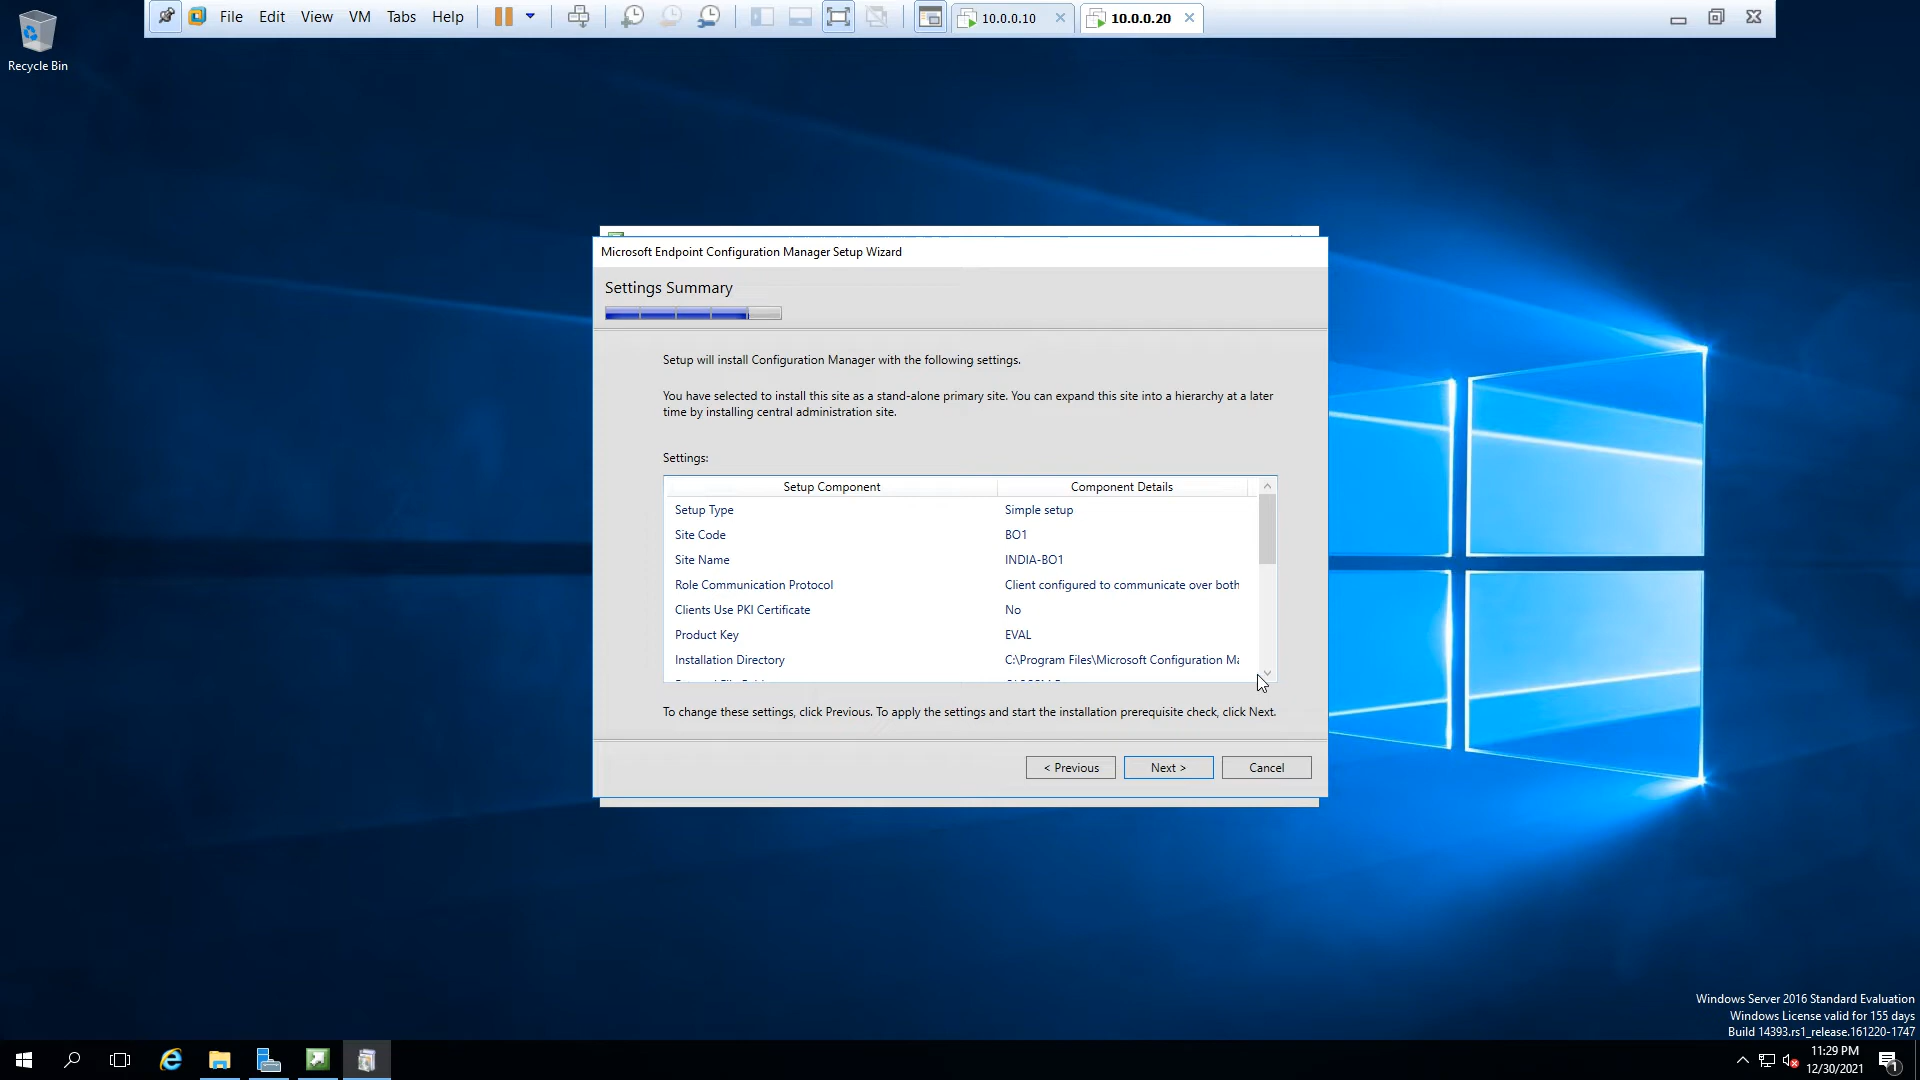 File Edit View VM Tabs Help
10.0.0.10
10.0.0.20
Recycle Bin
Microsoft Endpoint Configuration Manager Setup Wizard
Settings Summary
Setup will install Configuration Manager with the following settings.
You have selected to install this site as a stand-alone primary site. You can expand this site into a hierarchy at a later
time by installing central administration site.
Settings:
Setup Component Component Details
Setup Type Simple setup
Site Code BO1
Site Name INDIA-BO1
Role Communication Protocol Client configured to communicate over both
Clients Use PKI Certificate No
Product Key EVAL
Installation Directory C:\Program Files\Microsoft Configuration Ma
To change these settings, click Previous. To apply the settings and start the installation prerequisite check, click Next.
< Previous Next > Cancel
Windows Server 2016 Standard Evaluation
Windows License valid for 155 days
Build 14393.rs1_release.161220-1747
11:29 PM
12/30/2021
1